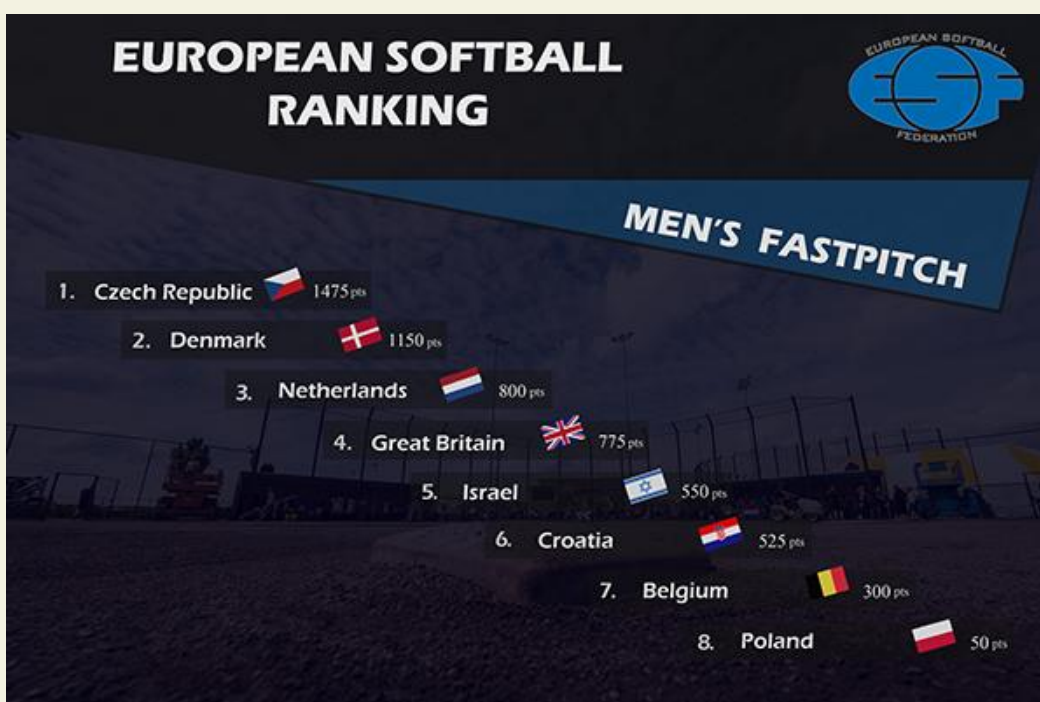 EUROPEAN SOFTBALL
RANKING
EUROPEAN SOFTBALL
ESF
FEDERATION
MEN'S FASTPITCH
1. Czech Republic 1475 pts
2. Denmark 1150 pts
3. Netherlands 800 pts
4. Great Britain 775 pts
5. Israel 550 pts
6. Croatia 525 pts
7. Belgium 300 pts
8. Poland 50 pts